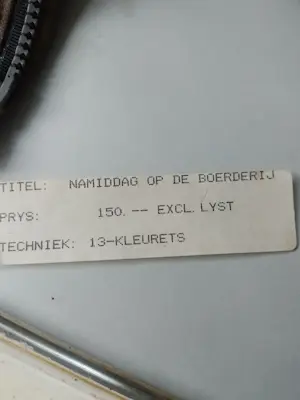 TITEL: NAMIDDAG OP DE BOERDERIJ
PRYS: 150.-- EXCL. LYST
TECHNIEK: 13-KLEURETS